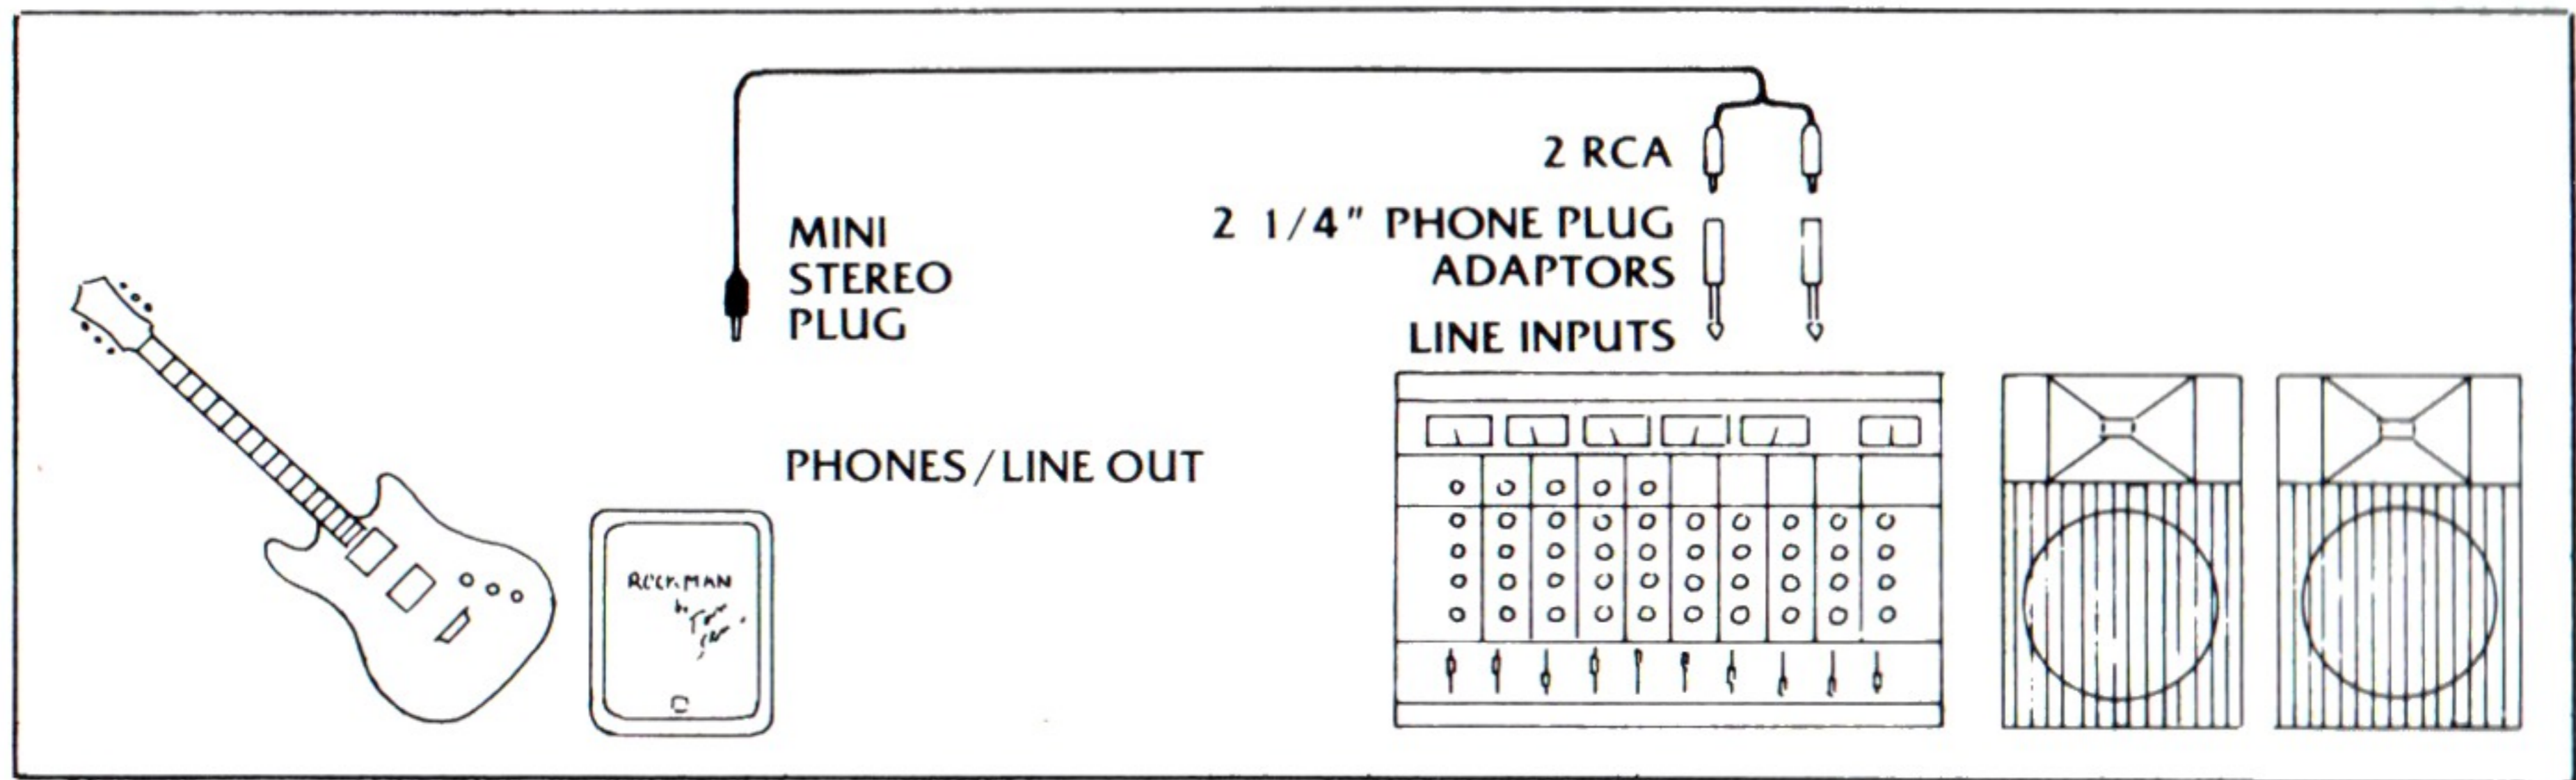 2 RCA
MINI
STEREO
PLUG
2 1/4" PHONE PLUG
ADAPTORS
LINE INPUTS
PHONES/LINE OUT
ROCKMAN